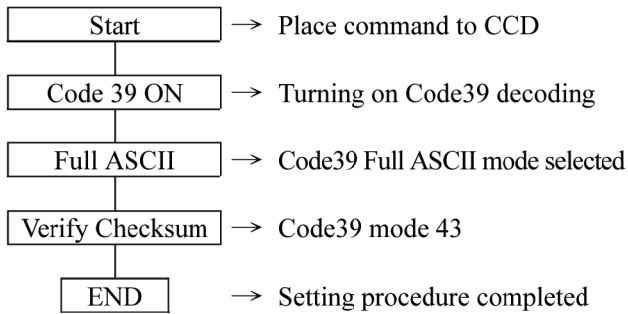 Start → Place command to CCD
Code 39 ON → Turning on Code39 decoding
Full ASCII → Code39 Full ASCII mode selected
Verify Checksum → Code39 mode 43
END → Setting procedure completed